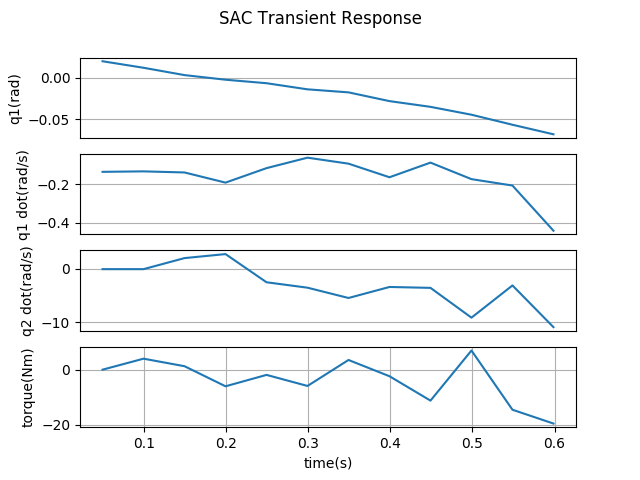 SAC Transient Response
q1(rad)
0.00
−0.05
q1 dot(rad/s)
−0.2
−0.4
q2 dot(rad/s)
0
−10
torque(Nm)
0
−20
0.1 0.2 0.3 0.4 0.5 0.6
time(s)